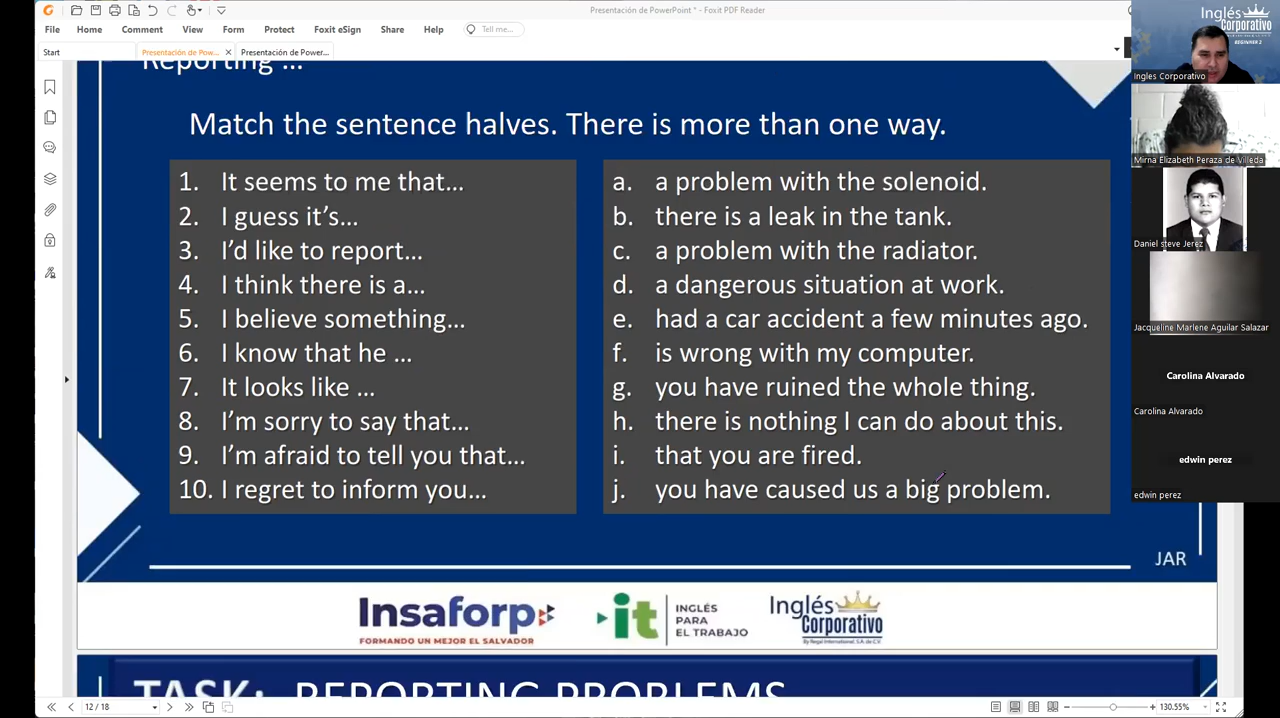 Presentación de PowerPoint * - Foxit PDF Reader
File Home Comment View Form Protect Foxit eSign Share Help Tell me...
Start Presentación de Pow... Presentación de Power...
Reporting ...
Match the sentence halves. There is more than one way.
1. It seems to me that...
2. I guess it's...
3. I'd like to report...
4. I think there is a...
5. I believe something...
6. I know that he ...
7. It looks like ...
8. I'm sorry to say that...
9. I'm afraid to tell you that...
10. I regret to inform you...
a. a problem with the solenoid.
b. there is a leak in the tank.
c. a problem with the radiator.
d. a dangerous situation at work.
e. had a car accident a few minutes ago.
f. is wrong with my computer.
g. you have ruined the whole thing.
h. there is nothing I can do about this.
i. that you are fired.
j. you have caused us a big problem.
JAR
Insaforp
FORMANDO UN MEJOR EL SALVADOR
it
INGLÉS
PARA
EL TRABAJO
Inglés
Corporativo
By Regal International, S.A. de C.V.
TASK: REPORTING PROBLEMS
12 / 18
130.55%
Inglés
Corporativo
BEGINNER 2
Ingles Corporativo
Mirna Elizabeth Peraza de Villeda
Daniel steve Jerez
Jacqueline Marlene Aguilar Salazar
Carolina Alvarado
Carolina Alvarado
edwin perez
edwin perez